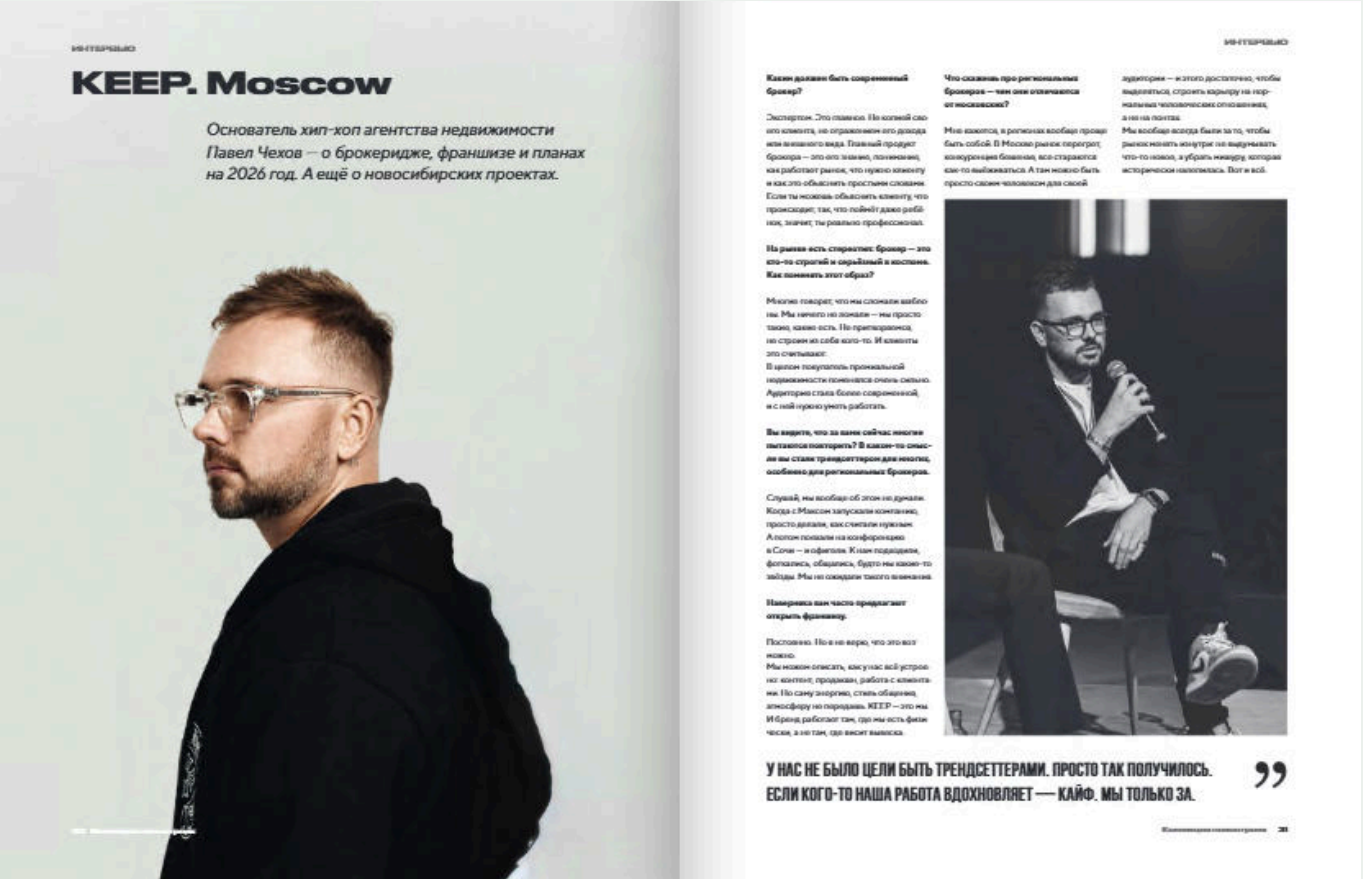 ИНТЕРВЬЮ
KEEP. Moscow
Основатель хип-хоп агентства недвижимости
Павел Чехов — о брокеридже, франшизе и планах
на 2026 год. А ещё о новосибирских проектах.
ИНТЕРВЬЮ
Каким должен быть современный
брокер?
Экспертом. Это главное. Не копией сво-
его клиента, не отражением его дохода
или внешнего вида. Главный продукт
брокера — это его знание, понимание,
как работает рынок, что нужно клиенту
и как это объяснить простыми словами.
Если ты можешь объяснить клиенту, что
происходит, так, что поймёт даже ребё-
нок, значит, ты реально профессионал.
На рынке есть стереотип: брокер — это
кто-то строгий и серьёзный в костюме.
Как поменять этот образ?
Многие говорят, что мы сломали шабло-
ны. Мы ничего не ломали — мы просто
такие, какие есть. Не притворяемся,
не строим из себя кого-то. И клиенты
это считывают.
В целом покупатель премиальной
недвижимости поменялся очень сильно.
Аудитория стала более современной,
и с ней нужно уметь работать.
Вы видите, что за вами сейчас многие
пытаются повторить? В каком-то смыс-
ле вы стали трендсеттером для многих,
особенно для региональных брокеров.
Слушай, мы вообще об этом не думали.
Когда с Максом запускали компанию,
просто делали, как считали нужным.
А потом поехали на конференцию
в Сочи — и офигели. К нам подходили,
фоткались, общались, будто мы какие-то
звёзды. Мы не ожидали такого внимания.
Наверняка вам часто предлагают
открыть франшизу.
Постоянно. Но я не верю, что это воз
можно.
Мы можем описать, как у нас всё устрое
но: контент, продакшн, работа с клиента-
ми. Но саму энергию, стиль общения,
атмосферу не передашь. KEEP — это мы.
И бренд работает там, где мы есть физи
чески, а не там, где висит вывеска.
Что скажешь про региональных
брокеров — чем они отличаются
от московских?
Мне кажется, в регионах вообще проще
быть собой. В Москве рынок перегрет,
конкуренция бешеная, все стараются
как-то выёживаться. А там можно быть
просто своим человеком для своей
аудитории — и этого достаточно, чтобы
выделяться, строить карьеру на нор-
мальных человеческих отношениях,
а не на понтах.
Мы вообще всегда были за то, чтобы
рынок менять изнутри: не выдумывать
что-то новое, а убрать мишуру, которая
исторически налепилась. Вот и всё.
У НАС НЕ БЫЛО ЦЕЛИ БЫТЬ ТРЕНДСЕТТЕРАМИ. ПРОСТО ТАК ПОЛУЧИЛОСЬ.
ЕСЛИ КОГО-ТО НАША РАБОТА ВДОХНОВЛЯЕТ — КАЙФ. МЫ ТОЛЬКО ЗА.